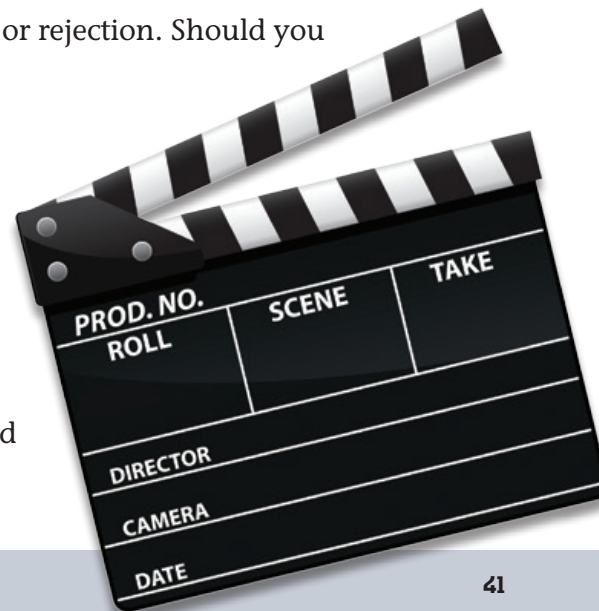 or rejection. Should you
PROD. NO.
ROLL
SCENE
TAKE
d
DIRECTOR
CAMERA
DATE
41